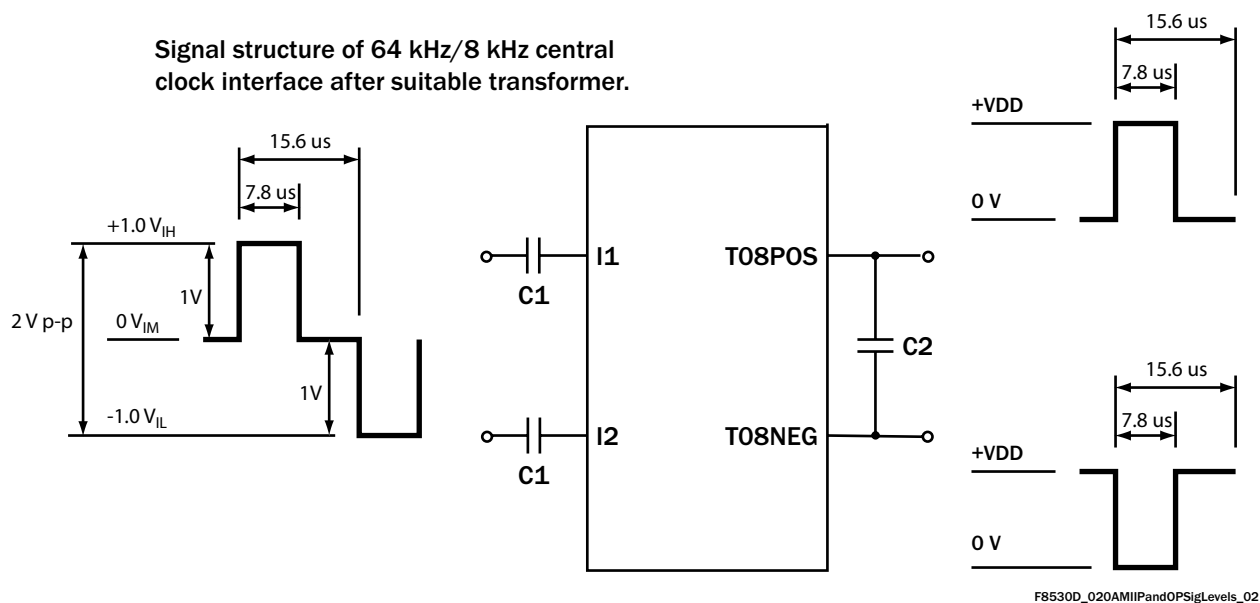 Signal structure of 64 kHz/8 kHz central
clock interface after suitable transformer.
15.6 us
7.8 us
+1.0 VIH
1V
2 V p-p
0 VIM
1V
-1.0 VIL
C1
I1
C1
I2
TO8POS
TO8NEG
C2
15.6 us
7.8 us
+VDD
0 V
15.6 us
7.8 us
+VDD
0 V
F8530D_020AMIIPandOPSigLevels_02